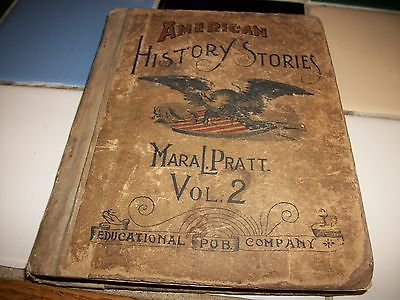 AMERICAN
HISTORY STORIES
MARA L. PRATT.
VOL. 2
EDUCATIONAL PUB. COMPANY